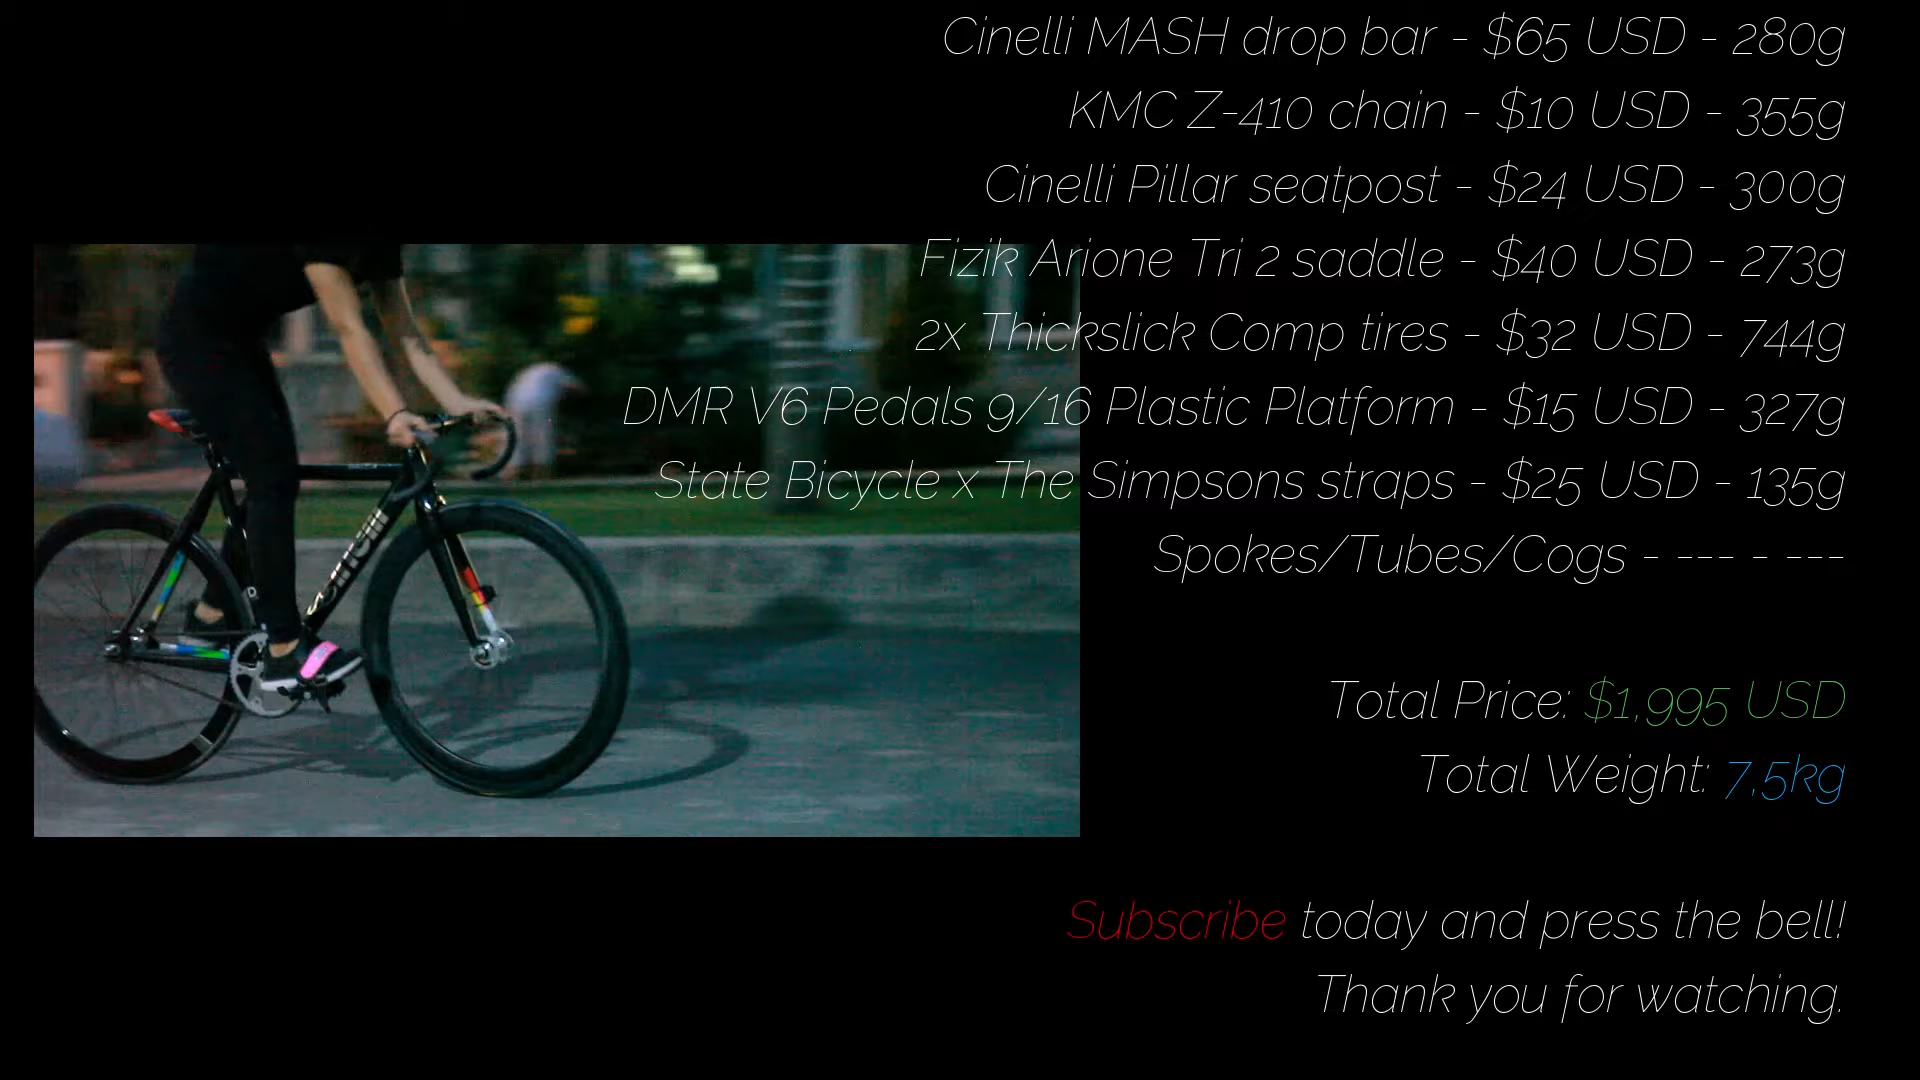 Cinelli MASH drop bar - $65 USD - 280g
KMC Z-410 chain - $10 USD - 355g
Cinelli Pillar seatpost - $24 USD - 300g
Fizik Arione Tri 2 saddle - $40 USD - 273g
2x Thickslick Comp tires - $32 USD - 744g
DMR V6 Pedals 9/16 Plastic Platform - $15 USD - 327g
State Bicycle x The Simpsons straps - $25 USD - 135g
Spokes/Tubes/Cogs - --- - ---
Total Price: $1,995 USD
Total Weight: 7,5kg
Subscribe today and press the bell!
Thank you for watching.
cinelli